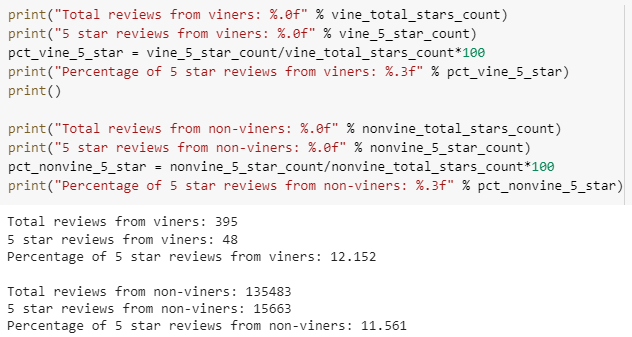 print("Total reviews from viners: %.0f" % vine_total_stars_count)
print("5 star reviews from viners: %.0f" % vine_5_star_count)
pct_vine_5_star = vine_5_star_count/vine_total_stars_count*100
print("Percentage of 5 star reviews from viners: %.3f" % pct_vine_5_star)
print()

print("Total reviews from non-viners: %.0f" % nonvine_total_stars_count)
print("5 star reviews from non-viners: %.0f" % nonvine_5_star_count)
pct_nonvine_5_star = nonvine_5_star_count/nonvine_total_stars_count*100
print("Percentage of 5 star reviews from non-viners: %.3f" % pct_nonvine_5_star)

Total reviews from viners: 395
5 star reviews from viners: 48
Percentage of 5 star reviews from viners: 12.152

Total reviews from non-viners: 135483
5 star reviews from non-viners: 15663
Percentage of 5 star reviews from non-viners: 11.561